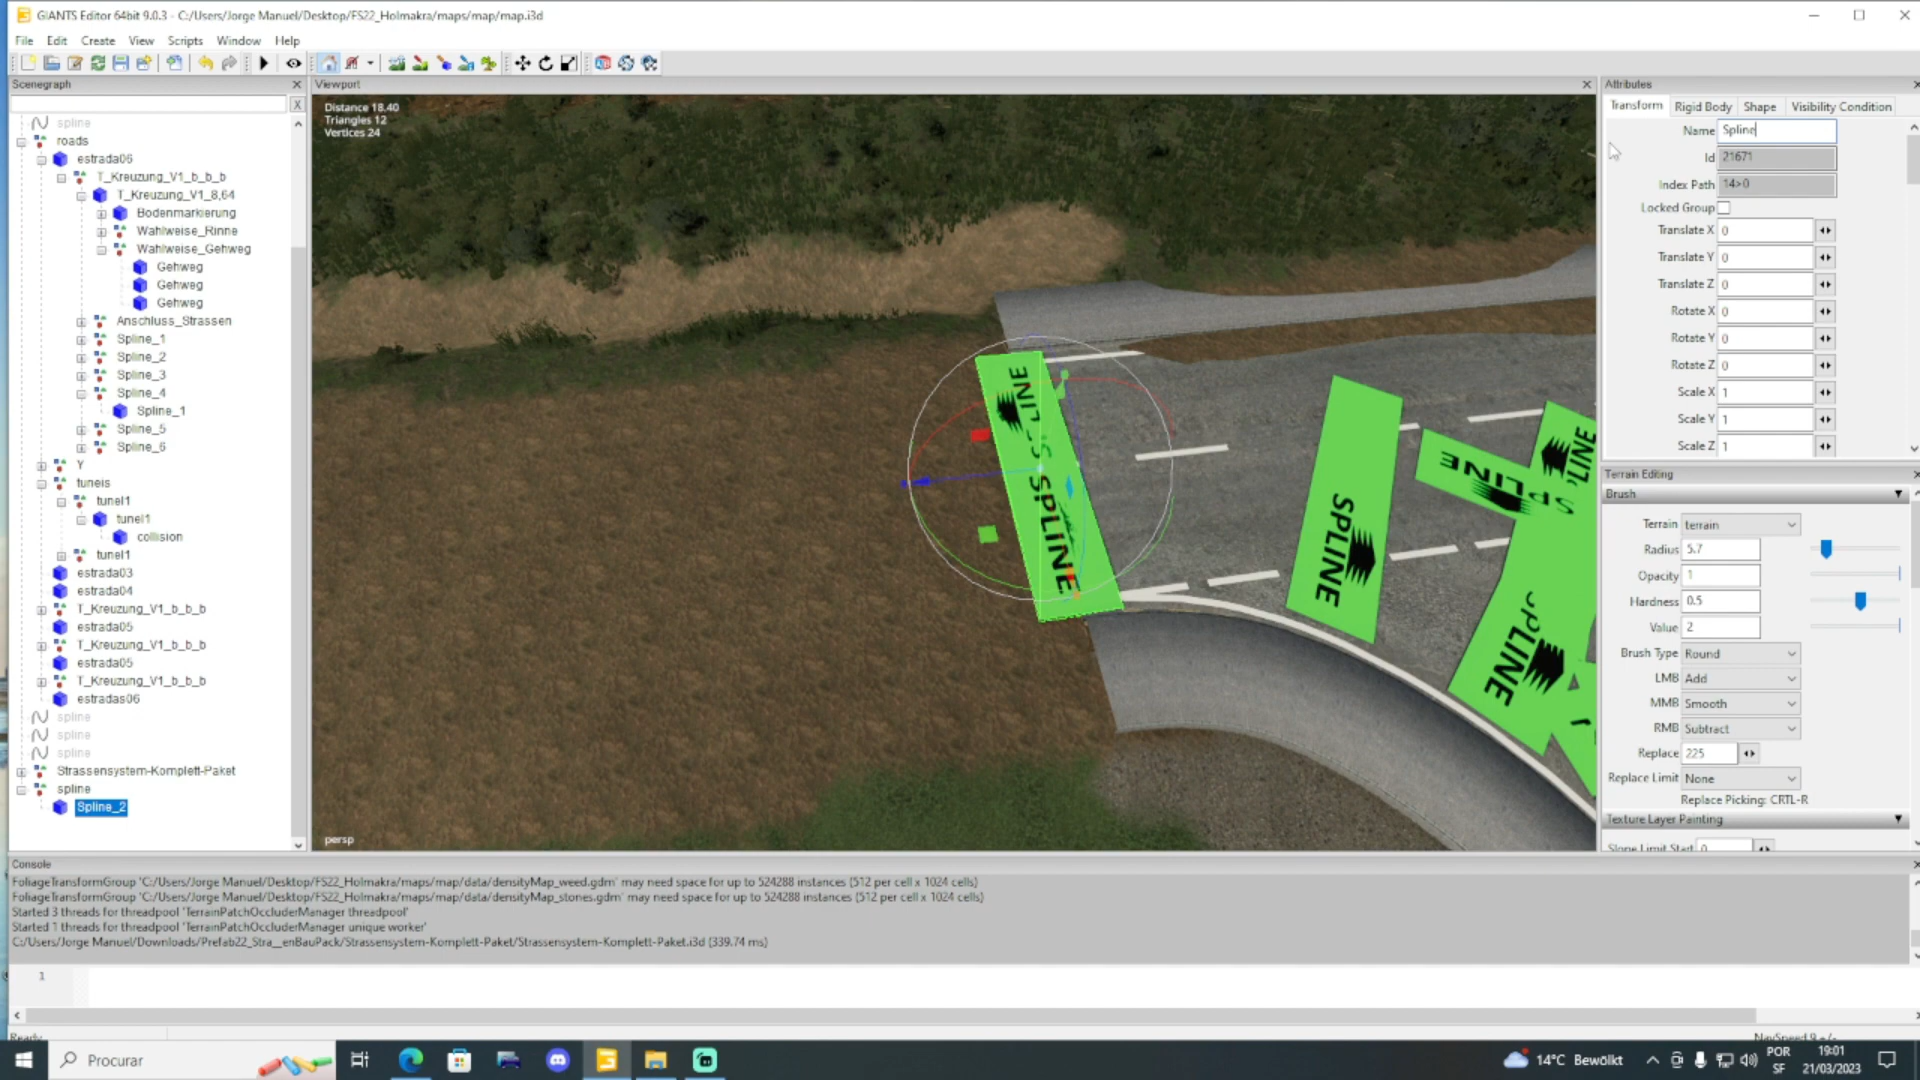 GIANTS Editor 64bit 9.0.3 - C:/Users/Jorge Manuel/Desktop/FS22_Holmakra/maps/map/map.i3d
File Edit Create View Scripts Window Help
Scenegraph
X
spline
roads
estrada06
T_Kreuzung_V1_b_b_b
T_Kreuzung_V1_8,64
Bodenmarkierung
Wahlweise_Rinne
Wahlweise_Gehweg
Gehweg
Gehweg
Gehweg
Anschluss_Strassen
Spline_1
Spline_2
Spline_3
Spline_4
Spline_1
Spline_5
Spline_6
Y
tuneis
tunel1
tunel1
collision
tunel1
estrada03
estrada04
T_Kreuzung_V1_b_b_b
estrada05
T_Kreuzung_V1_b_b_b
estrada05
T_Kreuzung_V1_b_b_b
estradas06
spline
spline
spline
Strassensystem-Komplett-Paket
spline
Spline_2
Viewport
Distance 18.40
Triangles 12
Vertices 24
SPLINE
SPLINE
SPLINE
SPLINE
persp
Attributes
Transform Rigid Body Shape Visibility Condition
Name Spline
Id 21671
Index Path 14>0
Locked Group
Translate X 0
Translate Y 0
Translate Z 0
Rotate X 0
Rotate Y 0
Rotate Z 0
Scale X 1
Scale Y 1
Scale Z 1
Terrain Editing
Brush
Terrain terrain
Radius 5.7
Opacity 1
Hardness 0.5
Value 2
Brush Type Round
LMB Add
MMB Smooth
RMB Subtract
Replace 225
Replace Limit None
Replace Picking: CRTL-R
Texture Layer Painting
Slope Limit Start 0
Console
FoliageTransformGroup 'C:/Users/Jorge Manuel/Desktop/FS22_Holmakra/maps/map/data/densityMap_weed.gdm' may need space for up to 524288 instances (512 per cell x 1024 cells)
FoliageTransformGroup 'C:/Users/Jorge Manuel/Desktop/FS22_Holmakra/maps/map/data/densityMap_stones.gdm' may need space for up to 524288 instances (512 per cell x 1024 cells)
Started 3 threads for threadpool 'TerrainPatchOccluderManager threadpool'
Started 1 threads for threadpool 'TerrainPatchOccluderManager unique worker'
C:/Users/Jorge Manuel/Downloads/Prefab22_Stra__enBauPack/Strassensystem-Komplett-Paket/Strassensystem-Komplett-Paket.i3d (339.74 ms)
1
Ready
NavSpeed 9 +/-
Procurar
14°C Bewölkt
POR
SF
19:01
21/03/2023